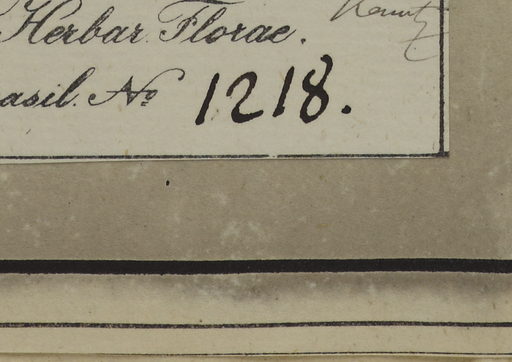 Herbar. Florae.
asil. No 1218.